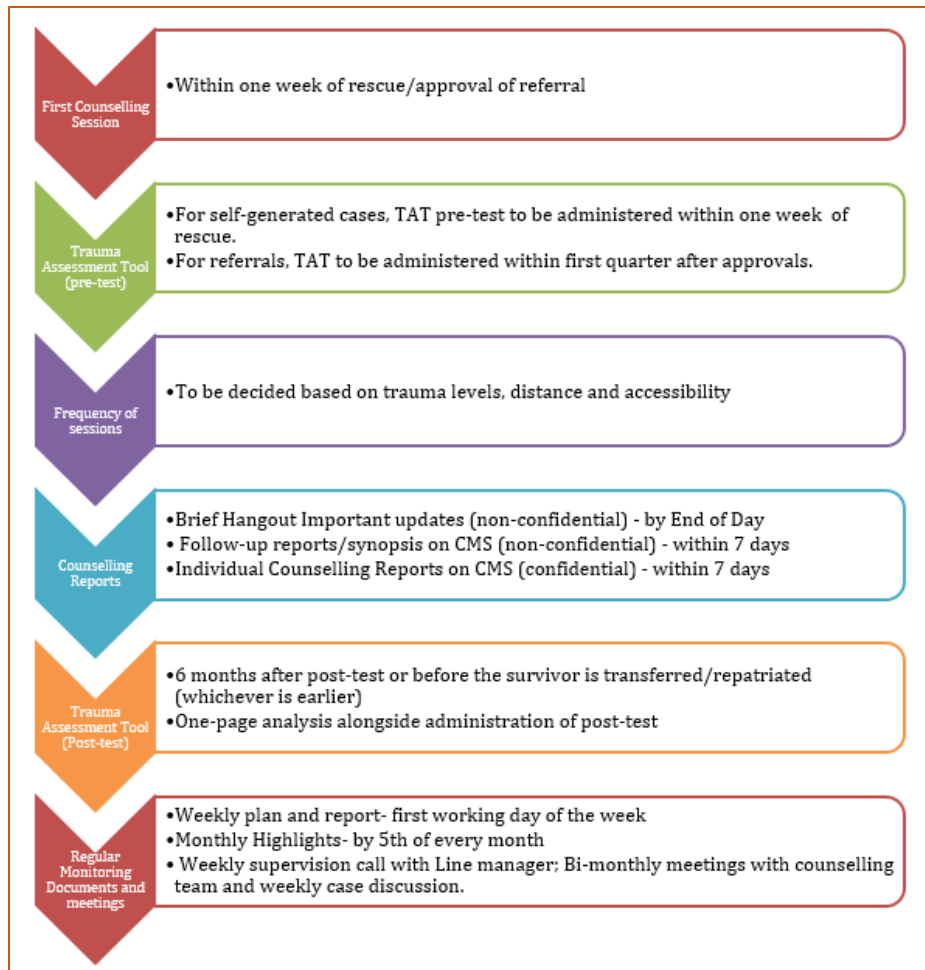 First Counselling
Session
•Within one week of rescue/approval of referral
Trauma
Assessment Tool
(pre-test)
•For self-generated cases, TAT pre-test to be administered within one week of
rescue.
•For referrals, TAT to be administered within first quarter after approvals.
Frequency of
sessions
•To be decided based on trauma levels, distance and accessibility
Counselling
Reports
•Brief Hangout Important updates (non-confidential) - by End of Day
• Follow-up reports/synopsis on CMS (non-confidential) - within 7 days
•Individual Counselling Reports on CMS (confidential) - within 7 days
Trauma
Assessment Tool
(Post-test)
•6 months after post-test or before the survivor is transferred/repatriated
(whichever is earlier)
•One-page analysis alongside administration of post-test
Regular
Monitoring
Documents and
meetings
•Weekly plan and report- first working day of the week
•Monthly Highlights- by 5th of every month
• Weekly supervision call with Line manager; Bi-monthly meetings with counselling
team and weekly case discussion.